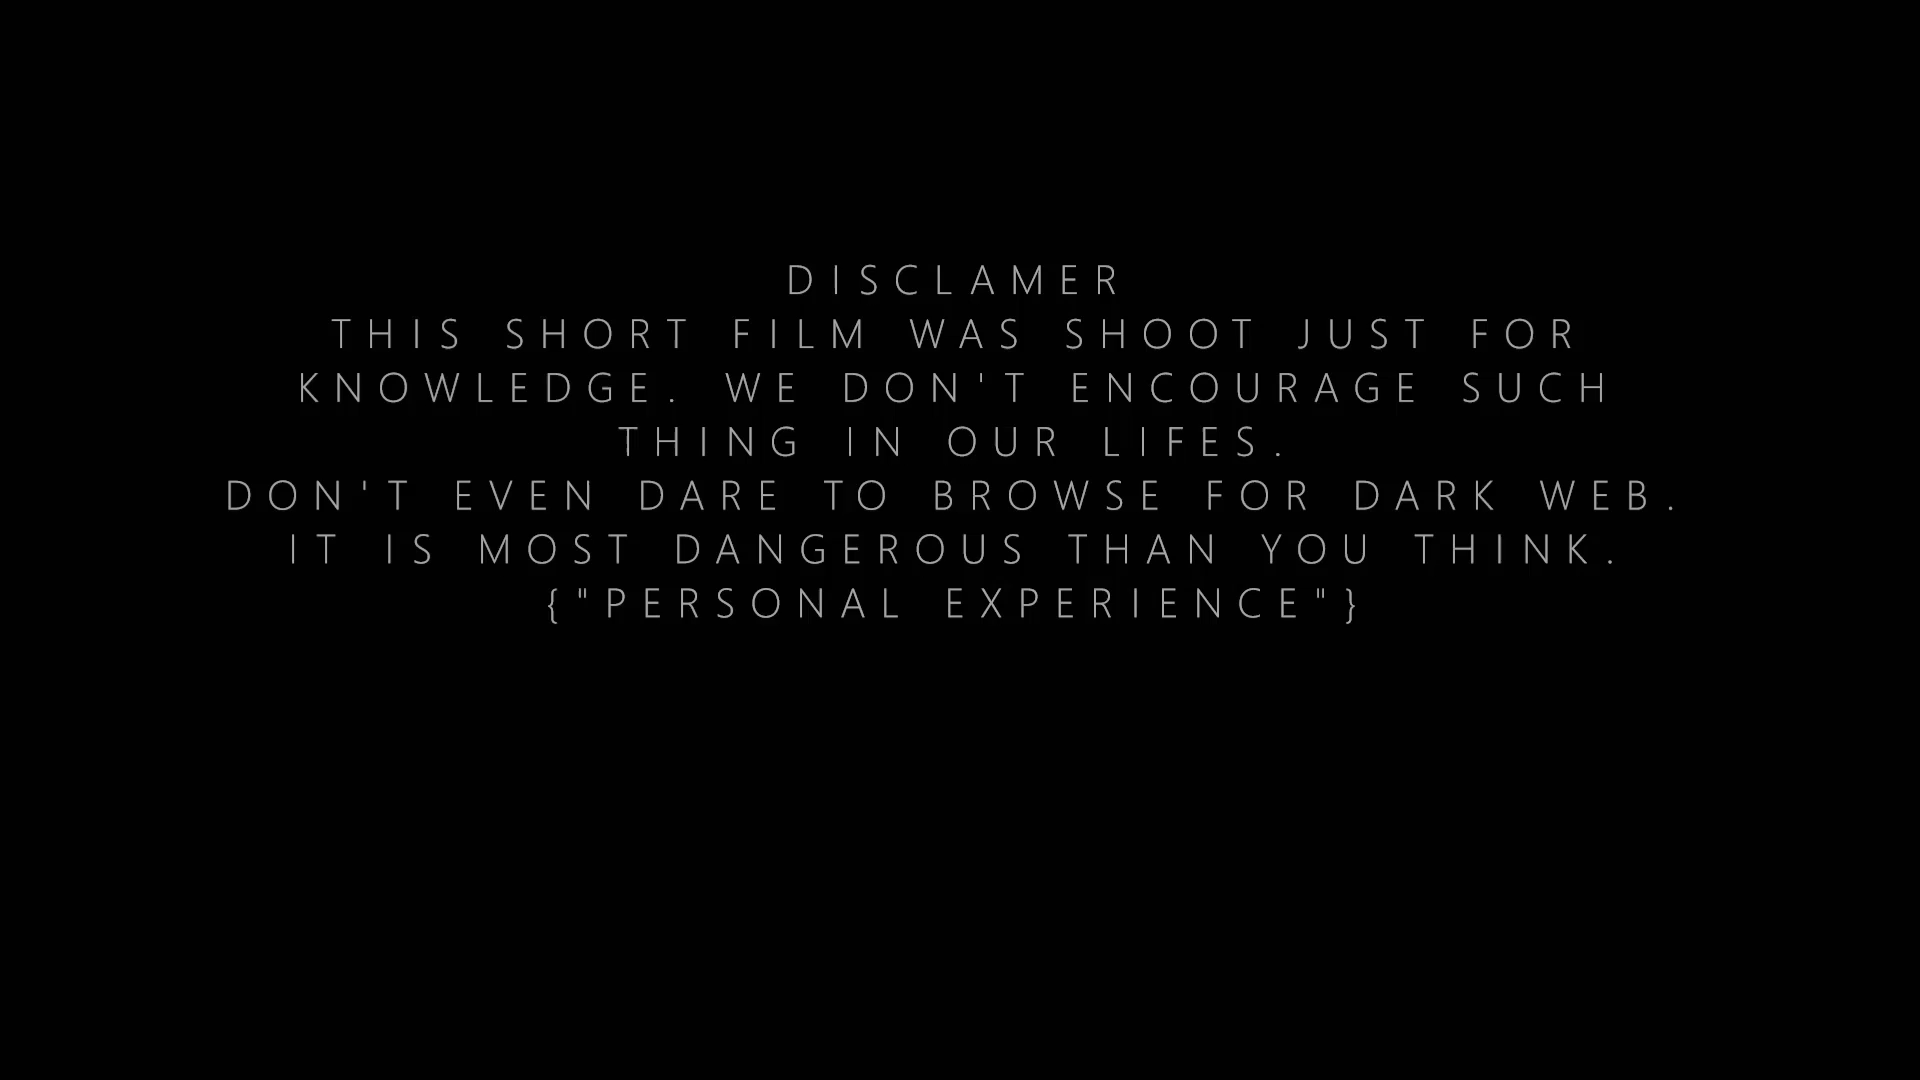 DISCLAMER
THIS SHORT FILM WAS SHOOT JUST FOR
KNOWLEDGE. WE DON'T ENCOURAGE SUCH
THING IN OUR LIFES.
DON'T EVEN DARE TO BROWSE FOR DARK WEB.
IT IS MOST DANGEROUS THAN YOU THINK.
{"PERSONAL EXPERIENCE"}